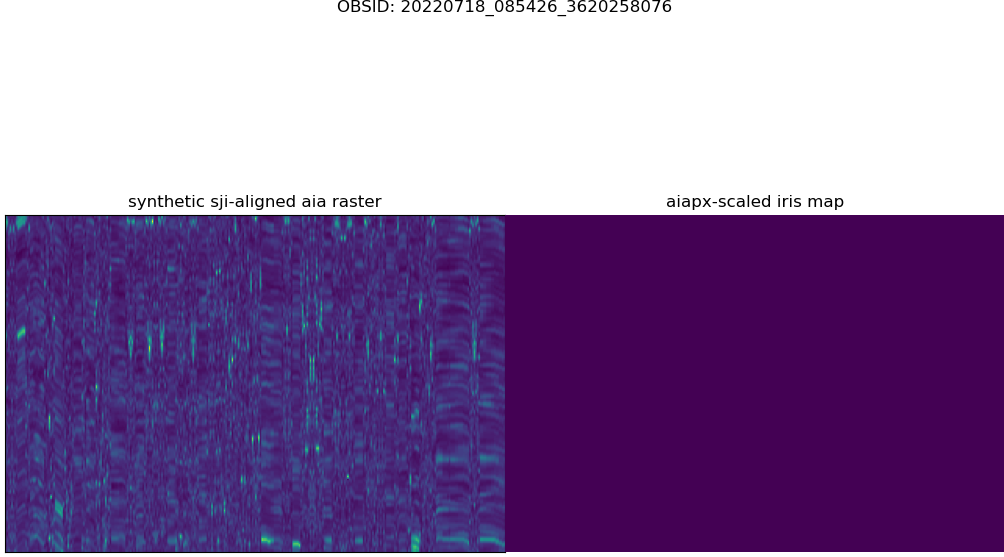 OBSID: 20220718_085426_3620258076
synthetic sji-aligned aia raster
aiapx-scaled iris map